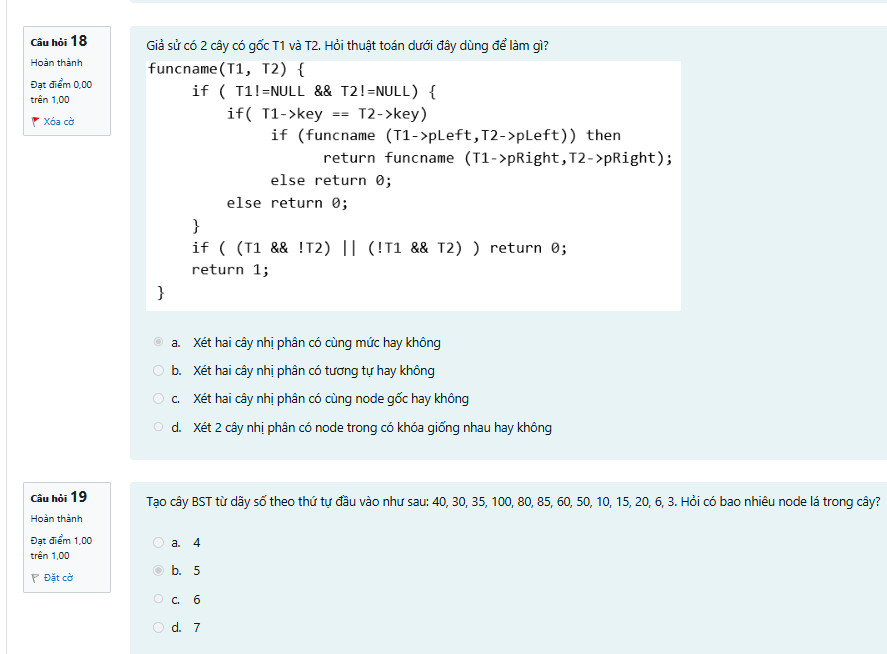 Câu hỏi 18
Hoàn thành
Đạt điểm 0,00
trên 1,00
Xóa cờ
Giả sử có 2 cây có gốc T1 và T2. Hỏi thuật toán dưới đây dùng để làm gì?
funcname(T1, T2) {
if ( T1!=NULL && T2!=NULL) {
if( T1->key == T2->key)
if (funcname (T1->pLeft,T2->pLeft)) then
return funcname (T1->pRight,T2->pRight);
else return 0;
else return 0;
}
if ( (T1 && !T2) || (!T1 && T2) ) return 0;
return 1;
}
a. Xét hai cây nhị phân có cùng mức hay không
b. Xét hai cây nhị phân có tương tự hay không
c. Xét hai cây nhị phân có cùng node gốc hay không
d. Xét 2 cây nhị phân có node trong có khóa giống nhau hay không
Câu hỏi 19
Hoàn thành
Đạt điểm 1,00
trên 1,00
Đặt cờ
Tạo cây BST từ dãy số theo thứ tự đầu vào như sau: 40, 30, 35, 100, 80, 85, 60, 50, 10, 15, 20, 6, 3. Hỏi có bao nhiêu node lá trong cây?
a. 4
b. 5
c. 6
d. 7